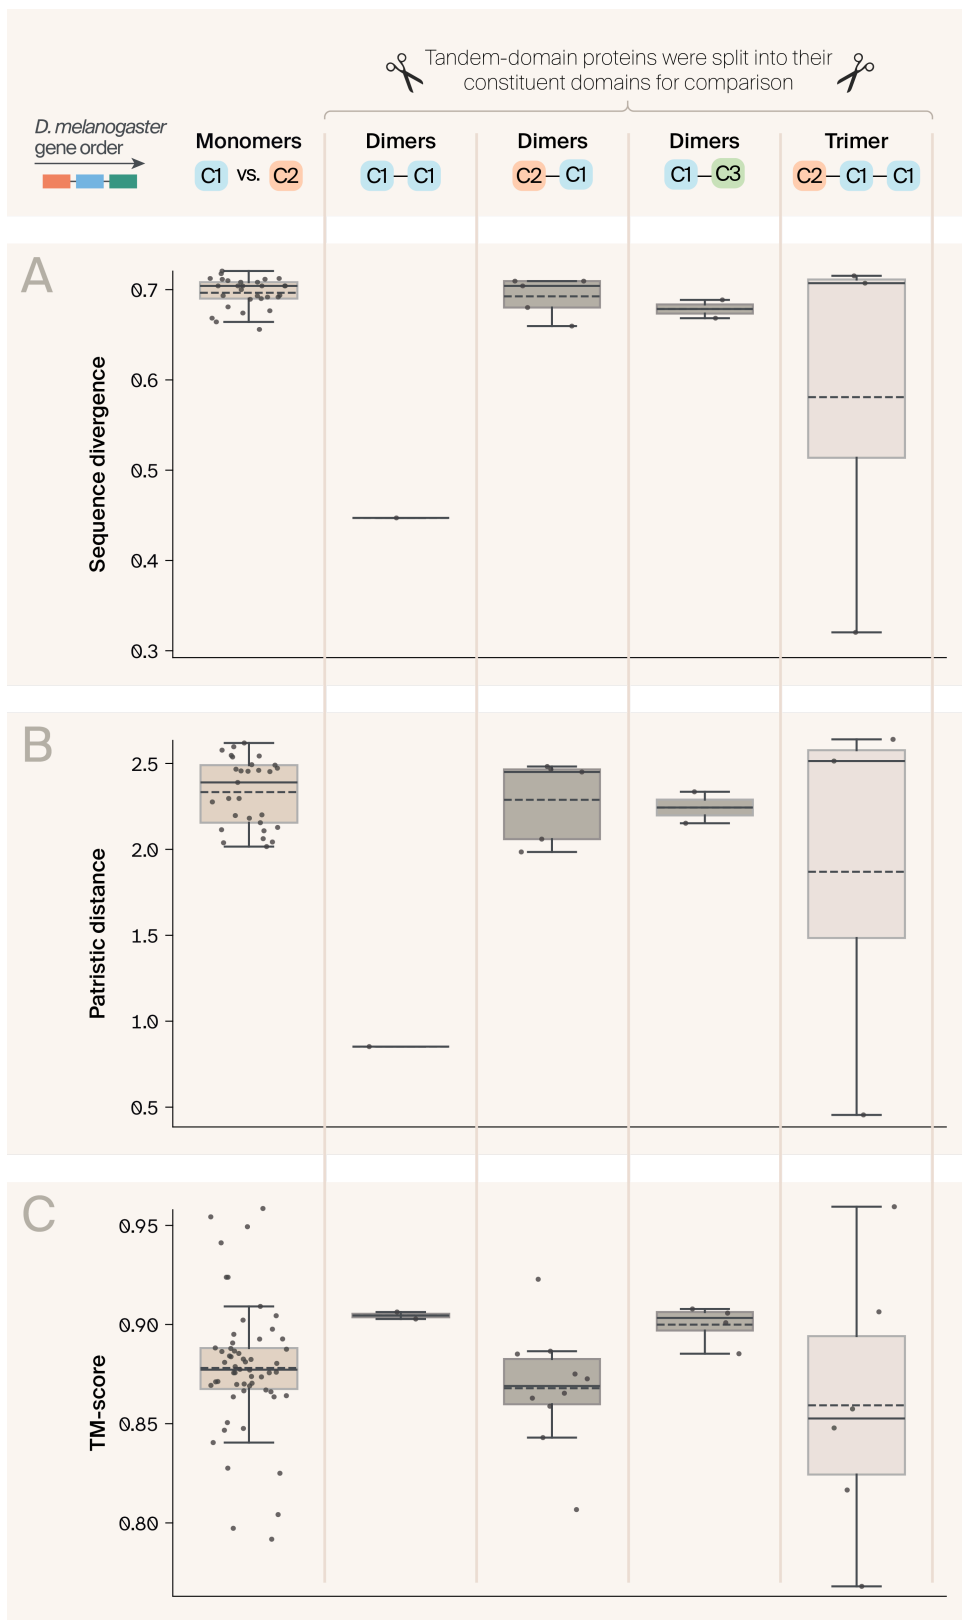 Tandem-domain proteins were split into their
constituent domains for comparison
D. melanogaster
gene order
Monomers
C1 vs. C2
Dimers
C1–C1
Dimers
C2–C1
Dimers
C1–C3
Trimer
C2–C1–C1
A
Sequence divergence
0.7
0.6
0.5
0.4
0.3
B
Patristic distance
2.5
2.0
1.5
1.0
0.5
C
TM-score
0.95
0.90
0.85
0.80